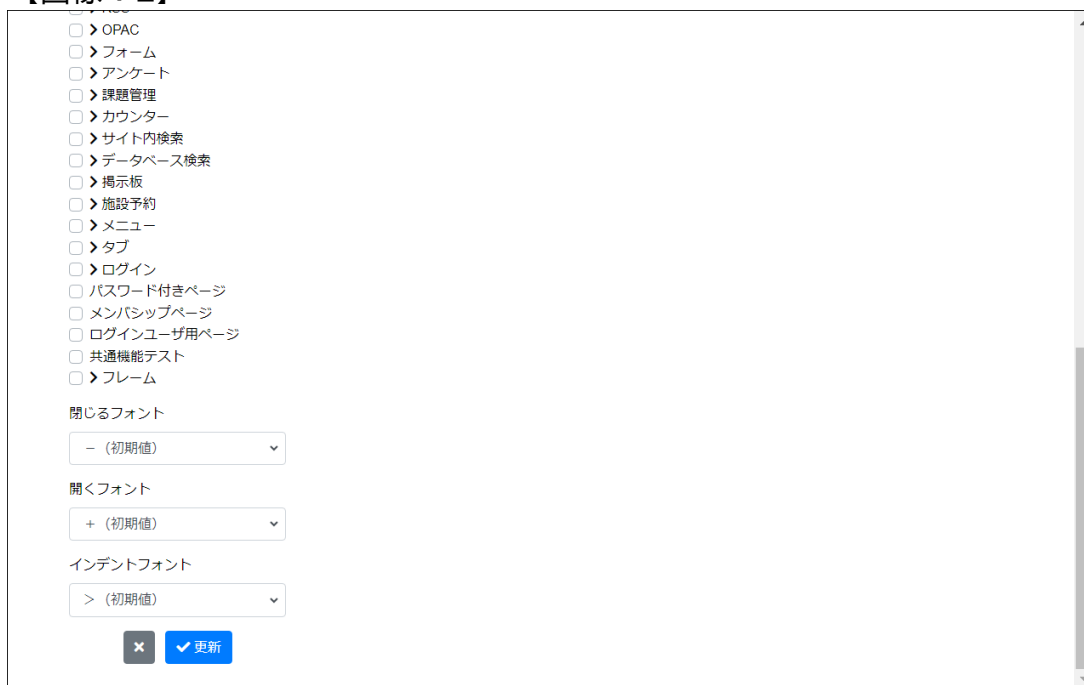 > OPAC
> フォーム
> アンケート
> 課題管理
> カウンター
> サイト内検索
> データベース検索
> 掲示板
> 施設予約
> メニュー
> タブ
> ログイン
パスワード付きページ
メンバシップページ
ログインユーザ用ページ
共通機能テスト
> フレーム
閉じるフォント
－（初期値）
開くフォント
＋（初期値）
インデントフォント
＞（初期値）
更新